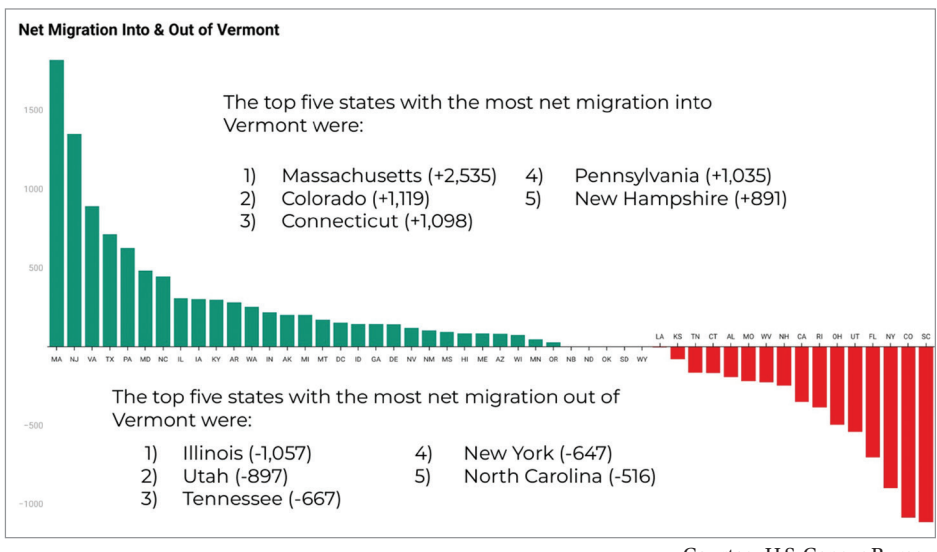 Net Migration Into & Out of Vermont
1500
1000
500
−500
−1000
The top five states with the most net migration into
Vermont were:
1) Massachusetts (+2,535)
2) Colorado (+1,119)
3) Connecticut (+1,098)
4) Pennsylvania (+1,035)
5) New Hampshire (+891)
LA KS TN CT AL MO WV NH CA RI OH UT FL NY CO SC
MA NJ VA TX PA MD NC IL IA KY AR WA IN AK MI MT DC ID GA DE NV NM MS HI ME AZ WI MN OR NB ND OK SD WY
The top five states with the most net migration out of
Vermont were:
1) Illinois (-1,057)
2) Utah (-897)
3) Tennessee (-667)
4) New York (-647)
5) North Carolina (-516)